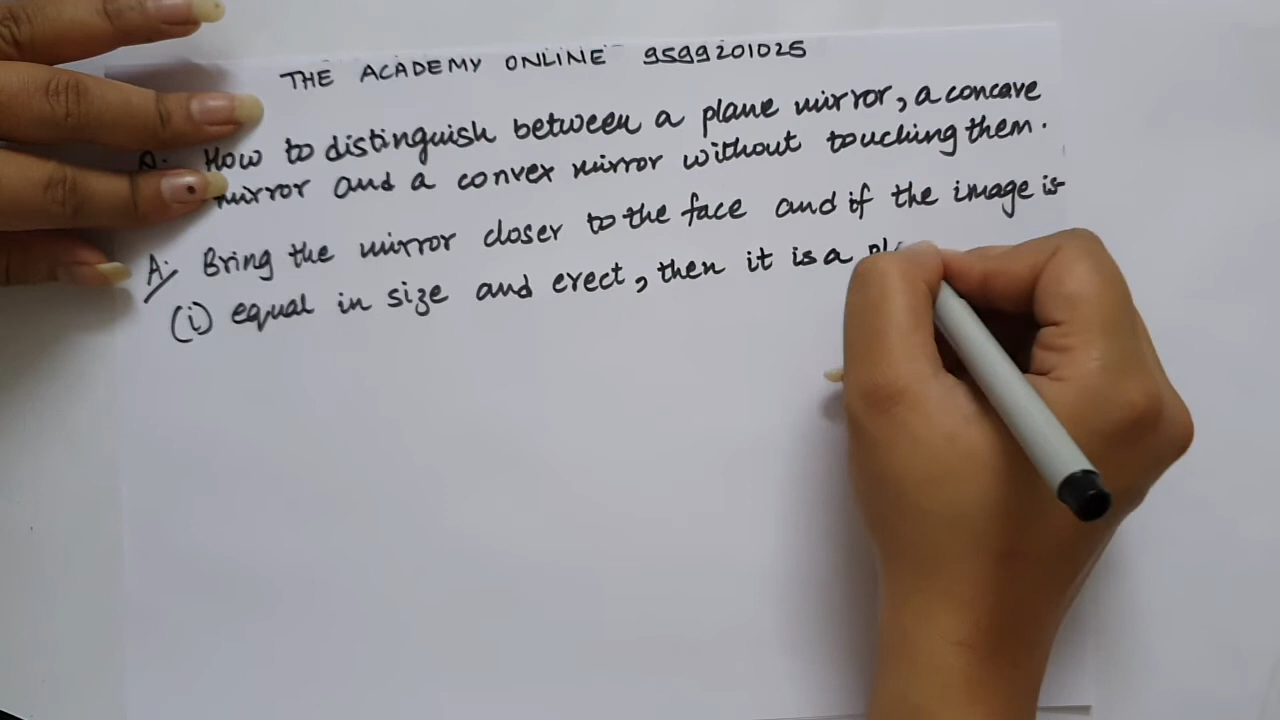 THE ACADEMY ONLINE 9599201025
Q. How to distinguish between a plane mirror, a concave
mirror and a convex mirror without touching them.
A: Bring the mirror closer to the face and if the image is
(i) equal in size and erect, then it is a